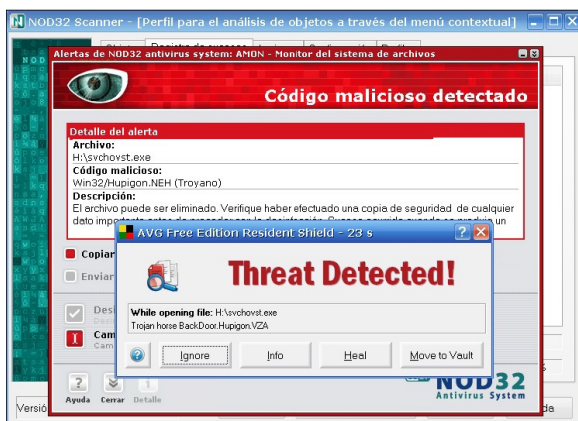 NOD32 Scanner - [Perfil para el análisis de objetos a través del menú contextual]
Alertas de NOD32 antivirus system: AMON - Monitor del sistema de archivos
Código malicioso detectado
Detalle del alerta
Archivo:
H:\svchovst.exe
Código malicioso:
Win32/Hupigon.NEH (Troyano)
Descripción:
El archivo puede ser eliminado. Verifique haber efectuado una copia de seguridad de cualquier
Copiar
AVG Free Edition Resident Shield - 23 s
Enviar
Threat Detected!
While opening file: H:\svchovst.exe
Trojan horse BackDoor.Hupigon.VZA
Ignore
Info
Heal
Move to Vault
Ayuda
Cerrar
Detalle
NOD32
Antivirus System
Versió